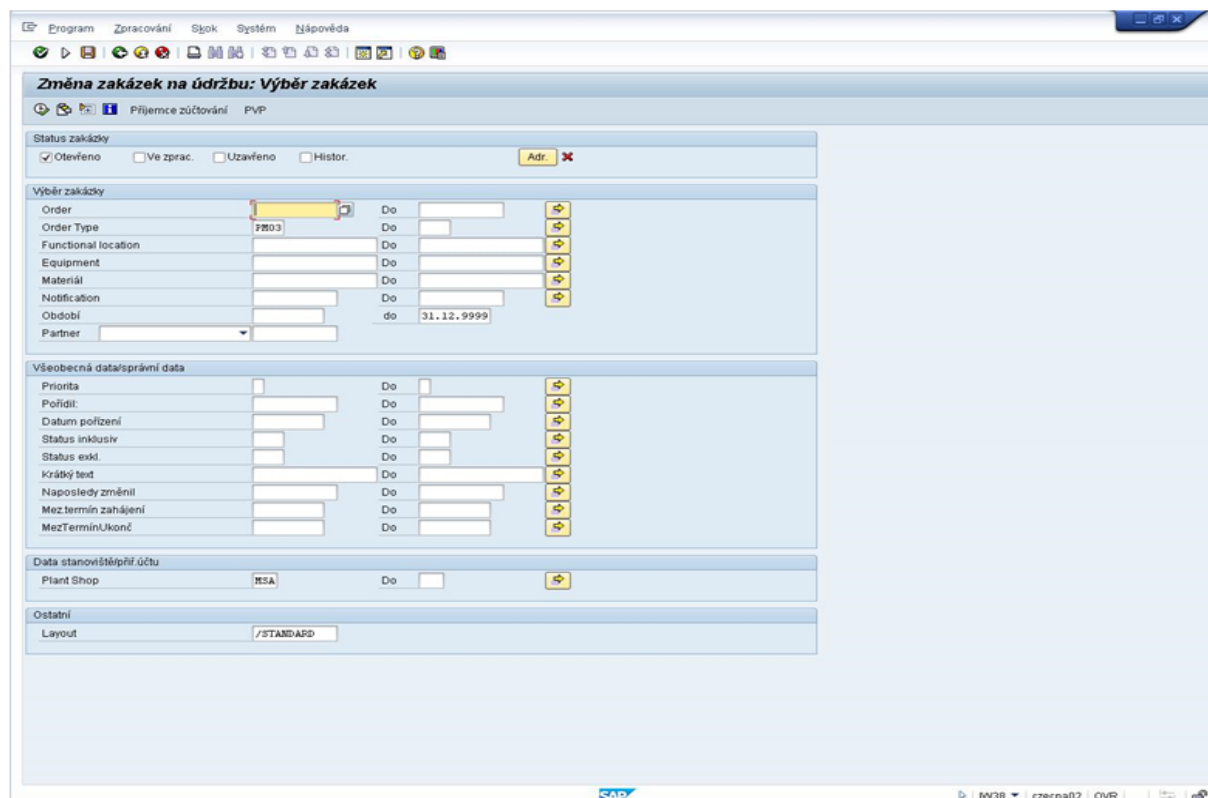 Program Zpracování Skok Systém Nápověda
Změna zakázek na údržbu: Výběr zakázek
Příjemce zúčtování PVP
Status zakázky
Otevřeno Ve zprac. Uzavřeno Histor. Adr.
Výběr zakázky
Order Do
Order Type PM03 Do
Functional location Do
Equipment Do
Materiál Do
Notification Do
Období do 31.12.9999
Partner
Všeobecná data/správní data
Priorita Do
Pořídil: Do
Datum pořízení Do
Status inklusiv Do
Status exkl. Do
Krátký text Do
Naposledy změnil Do
Mez.termín zahájení Do
MezTermínUkonč Do
Data stanoviště/přiř.účtu
Plant Shop MSA Do
Ostatní
Layout /STANDARD
SAP IW38 czecpa02 OVR